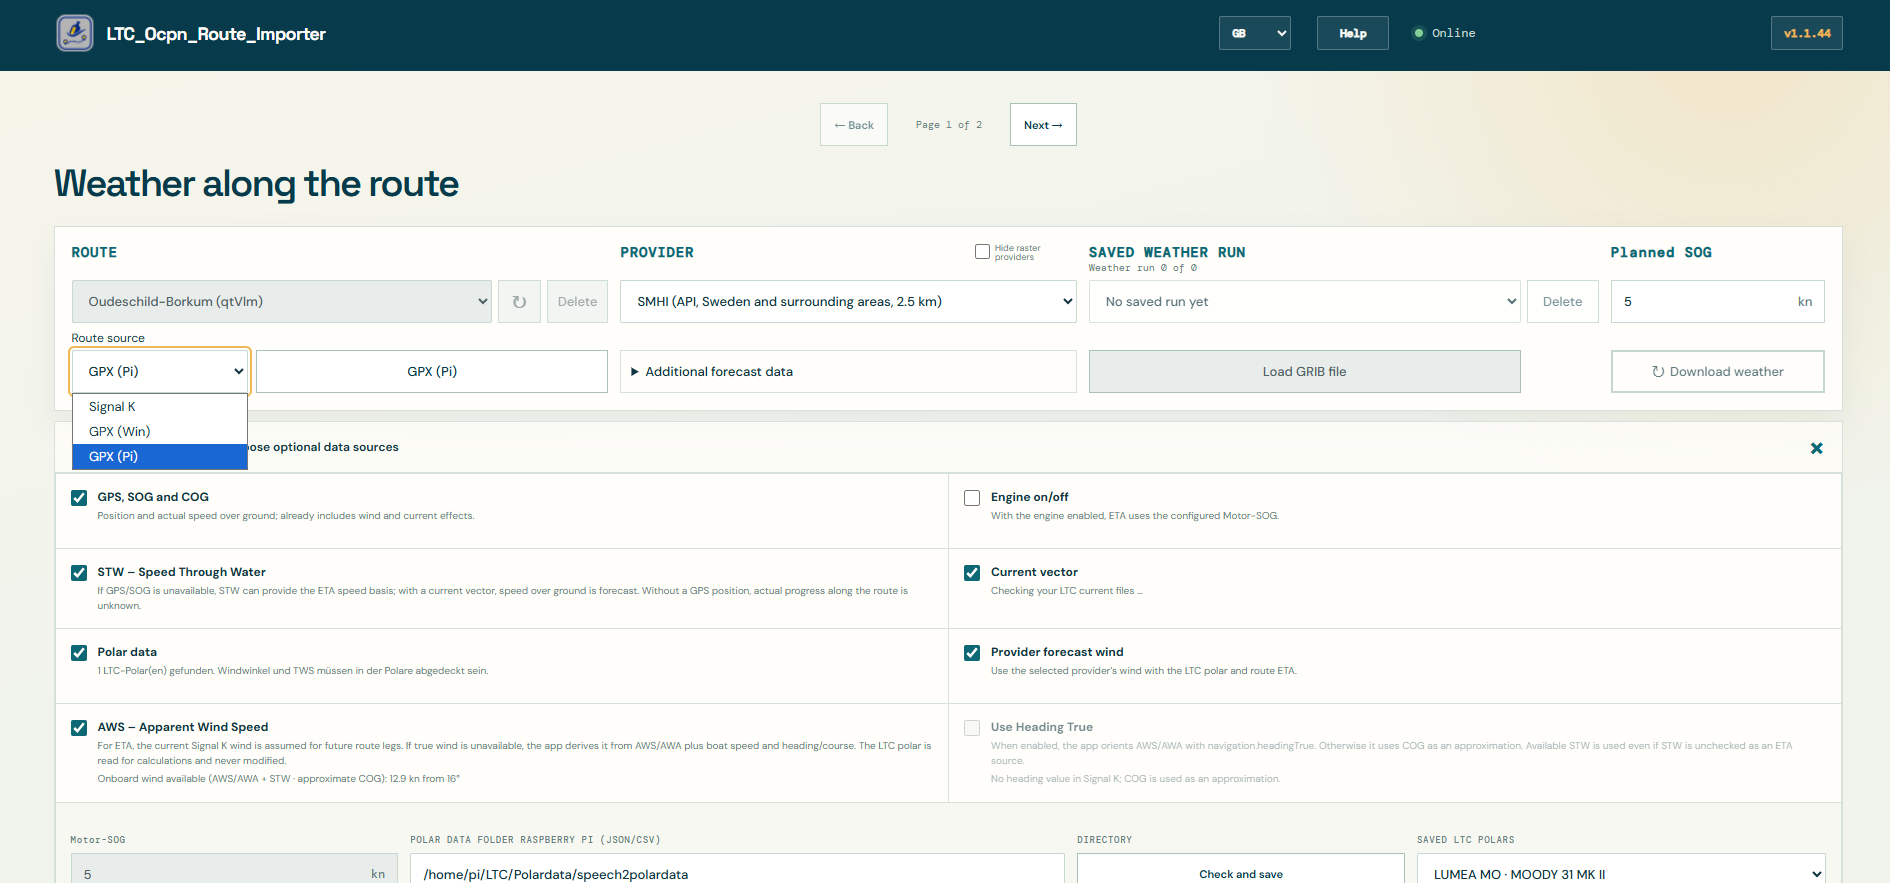 LTC_Ocpn_Route_Importer
GB
Help
Online
v1.1.44
← Back
Page 1 of 2
Next →
Weather along the route
ROUTE
PROVIDER
Hide raster
providers
SAVED WEATHER RUN
Weather run 0 of 0
Planned SOG
Oudeschild-Borkum (qtVlm)
↻
Delete
SMHI (API, Sweden and surrounding areas, 2.5 km)
No saved run yet
Delete
5
kn
Route source
GPX (Pi)
GPX (Pi)
▶ Additional forecast data
Load GRIB file
↻ Download weather
Signal K
GPX (Win)
GPX (Pi)
ose optional data sources
✖
GPS, SOG and COG
Position and actual speed over ground; already includes wind and current effects.
Engine on/off
With the engine enabled, ETA uses the configured Motor-SOG.
STW – Speed Through Water
If GPS/SOG is unavailable, STW can provide the ETA speed basis; with a current vector, speed over ground is forecast. Without a GPS position, actual progress along the route is
unknown.
Current vector
Checking your LTC current files …
Polar data
1 LTC-Polar(en) gefunden. Windwinkel und TWS müssen in der Polare abgedeckt sein.
Provider forecast wind
Use the selected provider's wind with the LTC polar and route ETA.
AWS – Apparent Wind Speed
For ETA, the current Signal K wind is assumed for future route legs. If true wind is unavailable, the app derives it from AWS/AWA plus boat speed and heading/course. The LTC polar is
read for calculations and never modified.
Onboard wind available (AWS/AWA + STW · approximate COG): 12.9 kn from 16°
Use Heading True
When enabled, the app orients AWS/AWA with navigation.headingTrue. Otherwise it uses COG as an approximation. Available STW is used even if STW is unchecked as an ETA
source.
No heading value in Signal K; COG is used as an approximation.
Motor-SOG
POLAR DATA FOLDER RASPBERRY PI (JSON/CSV)
DIRECTORY
SAVED LTC POLARS
5
kn
/home/pi/LTC/Polardata/speech2polardata
Check and save
LUMEA MO · MOODY 31 MK II